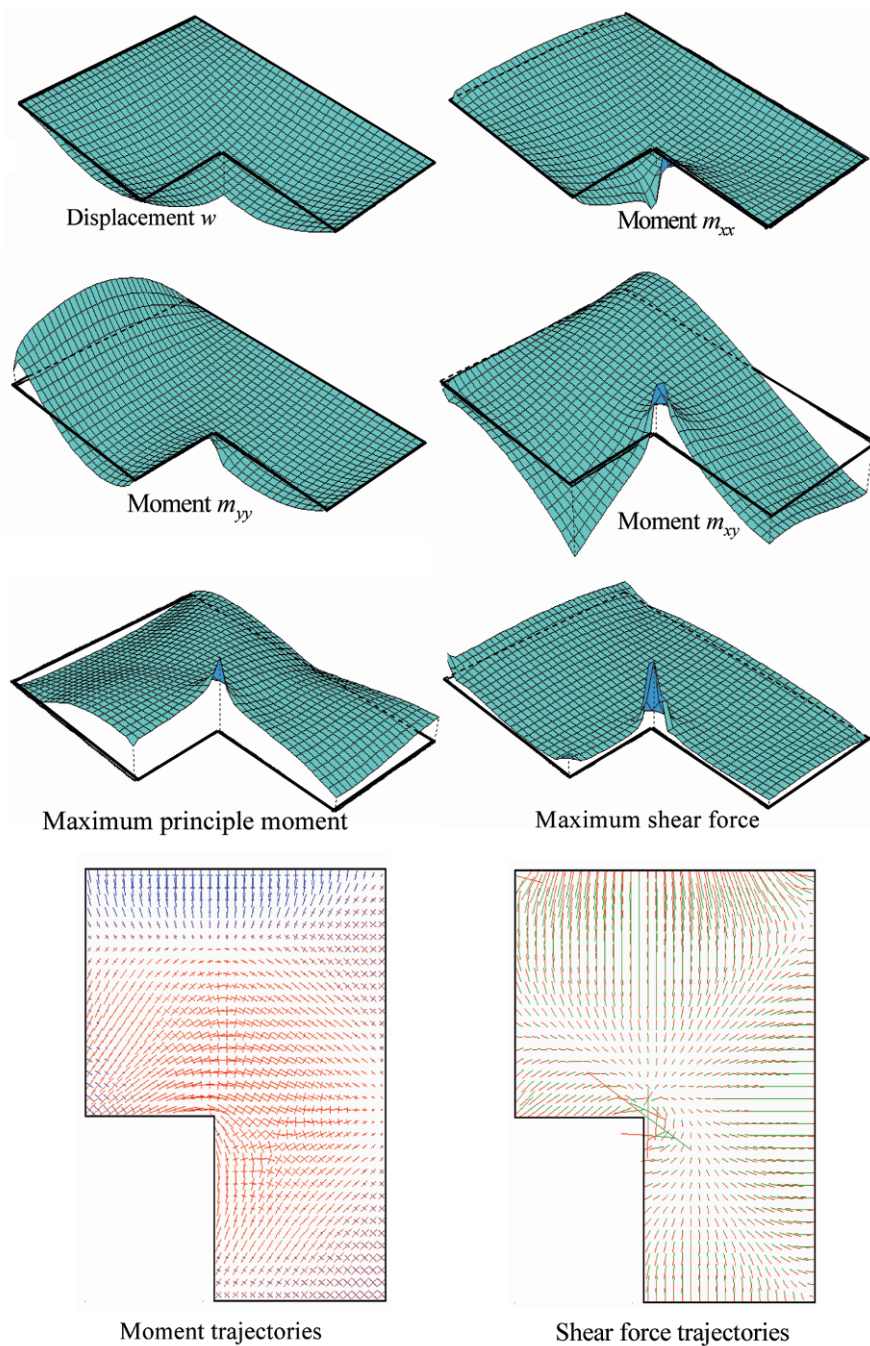 Displacement w
Moment mxx
Moment myy
Moment mxy
Maximum principle moment
Maximum shear force
Moment trajectories
Shear force trajectories